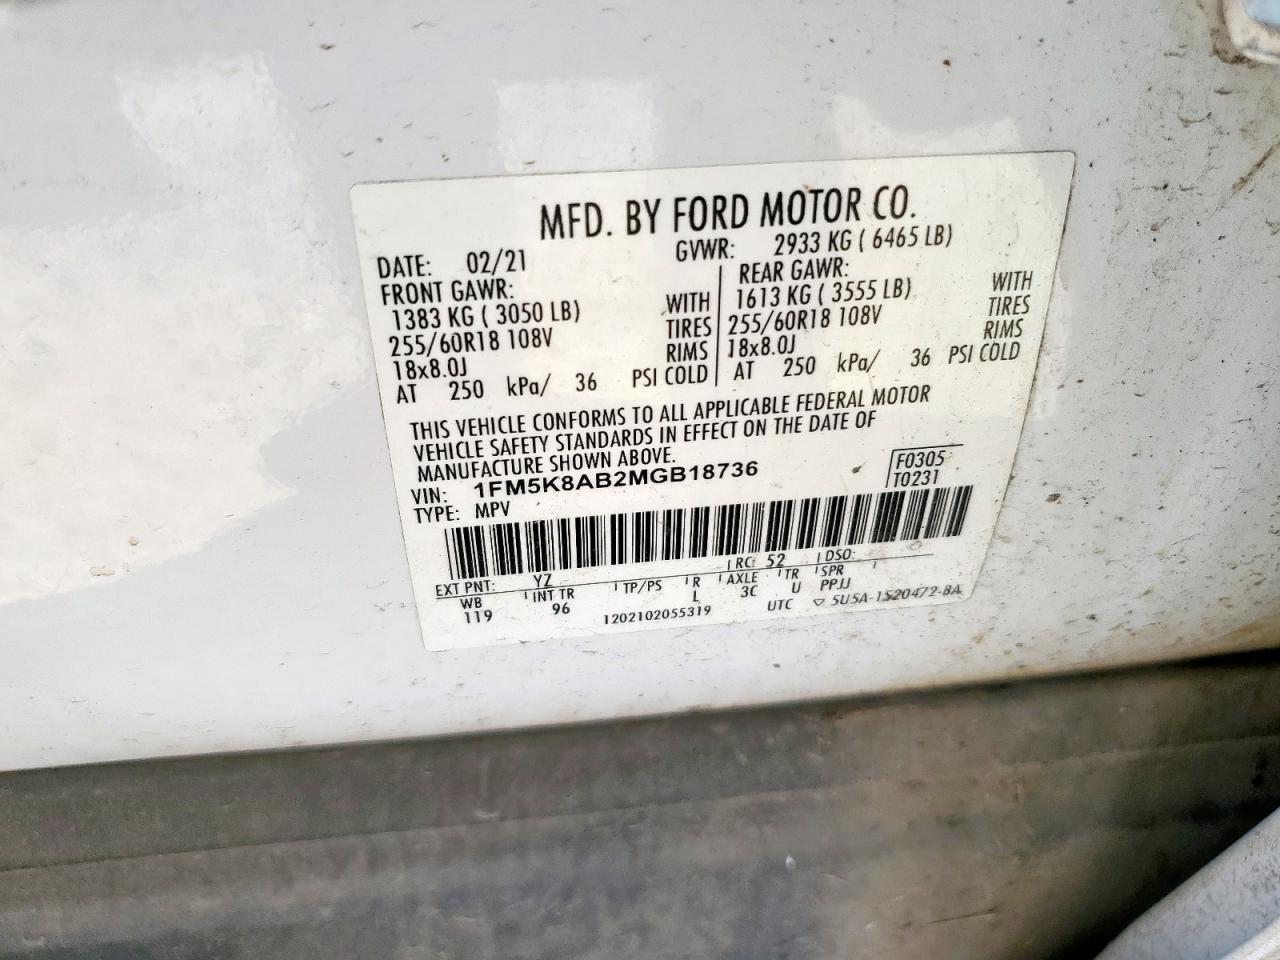 MFD. BY FORD MOTOR CO.
DATE: 02/21 GVWR: 2933 KG ( 6465 LB)
FRONT GAWR: REAR GAWR:
1383 KG ( 3050 LB) WITH 1613 KG ( 3555 LB) WITH
255/60R18 108V TIRES 255/60R18 108V TIRES
18x8.0J RIMS 18x8.0J RIMS
AT 250 kPa/ 36 PSI COLD AT 250 kPa/ 36 PSI COLD
THIS VEHICLE CONFORMS TO ALL APPLICABLE FEDERAL MOTOR
VEHICLE SAFETY STANDARDS IN EFFECT ON THE DATE OF
MANUFACTURE SHOWN ABOVE.
VIN: 1FM5K8AB2MGB18736 F0305
TYPE: MPV T0231
EXT PNT: YZ RC: 52 DSO:
WB INT TR TP/PS R AXLE TR SPR
119 96 L 3C U PPJJ
1202102055319 UTC ▽ 5U5A-1520472-BA